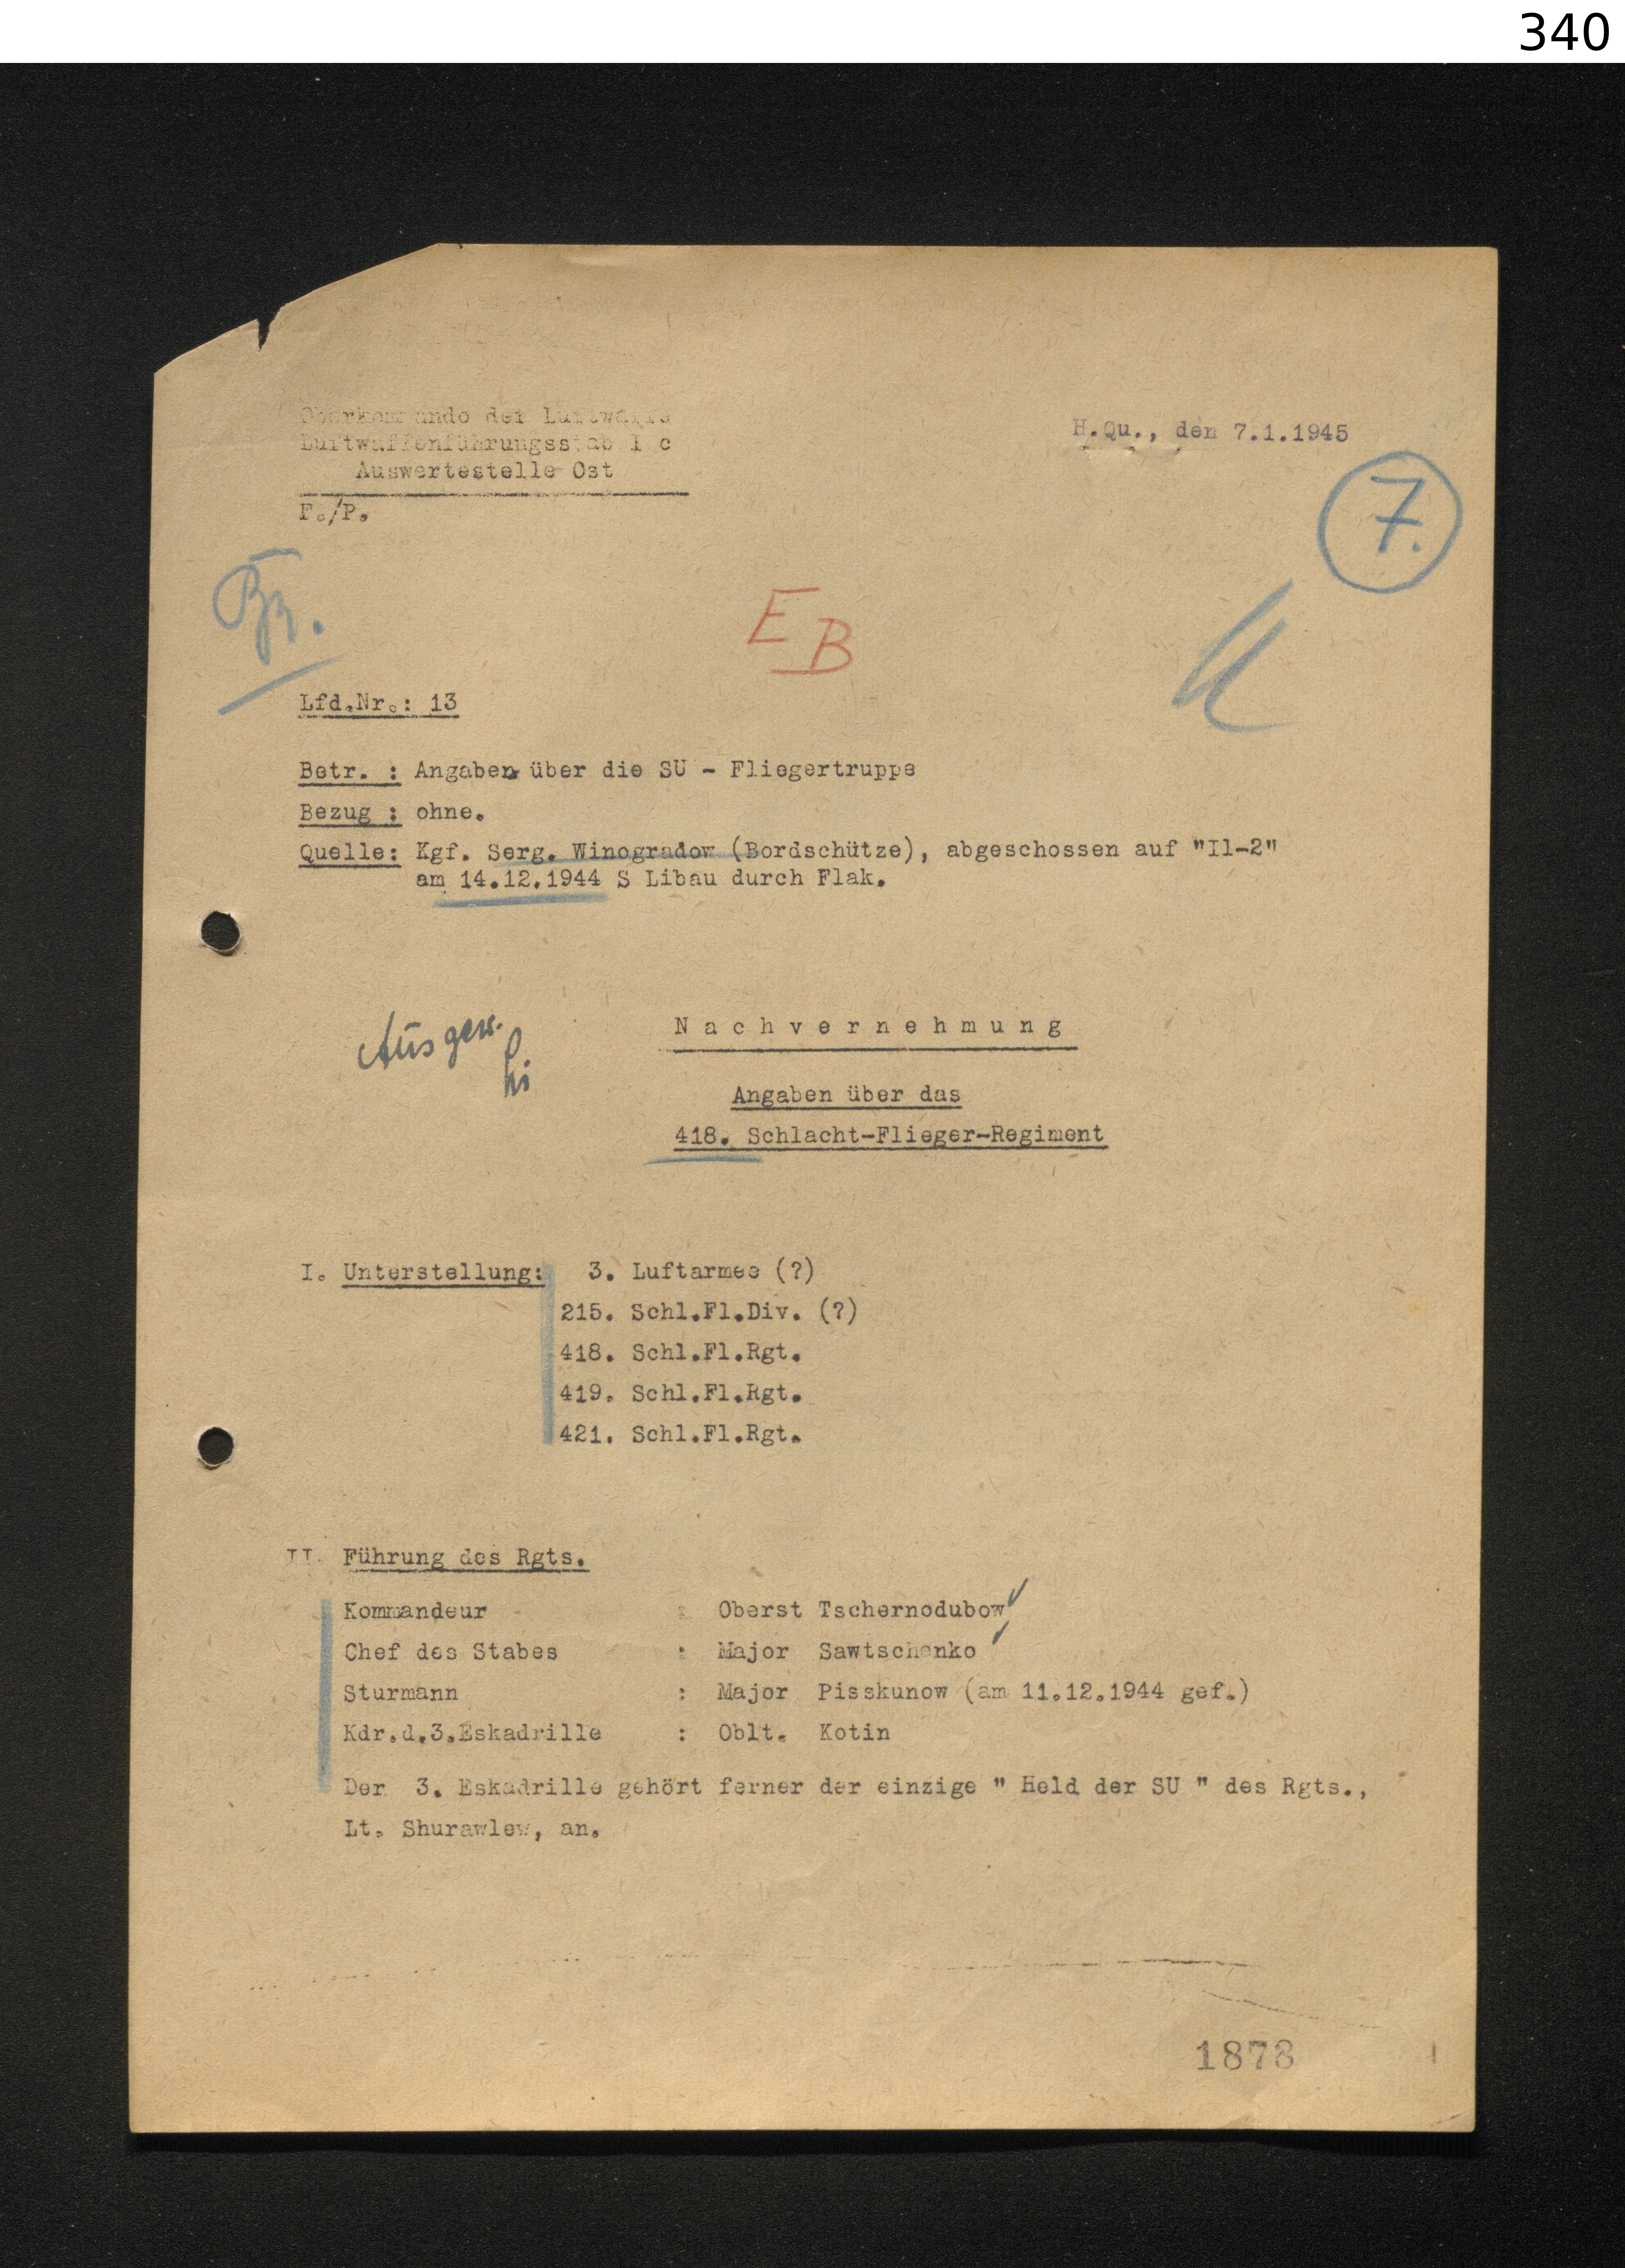 340
Oberkommando der Luftwaffe
Luftwaffenführungsstab I c
Auswertestelle Ost
F./P.
H.Qu., den 7.1.1945
7.
E B
Lfd.Nr.: 13
Betr. : Angaben über die SU - Fliegertruppe
Bezug : ohne.
Quelle: Kgf. Serg. Winogradow (Bordschütze), abgeschossen auf "Il-2"
am 14.12.1944 S Libau durch Flak.
Ausgew.
N a c h v e r n e h m u n g
Angaben über das
418. Schlacht-Flieger-Regiment
I. Unterstellung: 3. Luftarmee (?)
215. Schl.Fl.Div. (?)
418. Schl.Fl.Rgt.
419. Schl.Fl.Rgt.
421. Schl.Fl.Rgt.
II. Führung des Rgts.
Kommandeur : Oberst Tschernodubow
Chef des Stabes : Major Sawtschenko
Sturmann : Major Pisskunow (am 11.12.1944 gef.)
Kdr.d.3.Eskadrille : Oblt. Kotin
Der 3. Eskadrille gehört ferner der einzige " Held der SU " des Rgts.,
Lt. Shurawlew, an.
1878